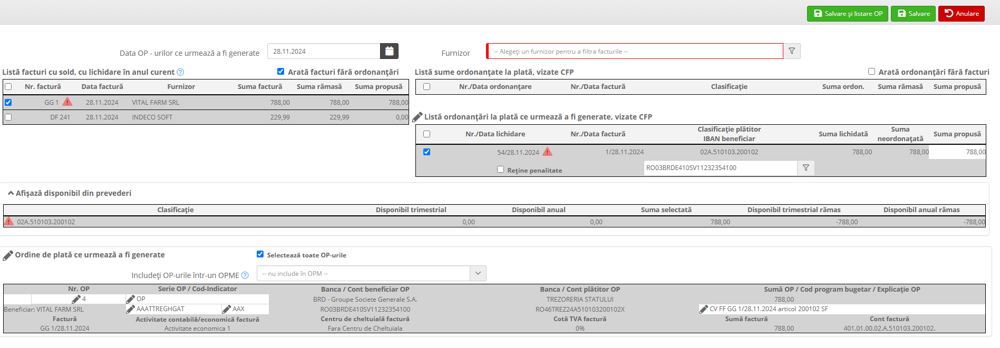 Salvare și listare OP Salvare Anulare
Data OP - urilor ce urmează a fi generate 28.11.2024 Furnizor -- Alegeți un furnizor pentru a filtra facturile --
Listă facturi cu sold, cu lichidare în anul curent ? Arată facturi fără ordonanțări
Nr. factură Data factură Furnizor Suma factură Suma rămasă Suma propusă
GG 1 28.11.2024 VITAL FARM SRL 788,00 788,00 788,00
DF 241 28.11.2024 INDECO SOFT 229,99 229,99 0,00
Listă sume ordonanțate la plată, vizate CFP Arată ordonanțări fără facturi
Nr./Data ordonanțare Nr./Data factură Clasificație Suma ordon. Suma rămasă Suma propusă
Listă ordonanțări la plată ce urmează a fi generate, vizate CFP
Nr./Data lichidare Nr./Data factură Clasificație plătitor IBAN beneficiar Suma lichidată Suma neordonațată Suma propusă
54/28.11.2024 1/28.11.2024 02A.510103.200102 788,00 788,00 788,00
Reține penalitate RO03BRDE410SV11232354100
Afișază disponibil din prevederi
Clasificație Disponibil trimestrial Disponibil anual Suma selectată Disponibil trimestrial rămas Disponibil anual rămas
02A.510103.200102 0,00 0,00 788,00 -788,00 -788,00
Ordine de plată ce urmează a fi generate Selectează toate OP-urile
Includeți OP-urile într-un OPME ? -- nu include în OPM --
Nr. OP Serie OP / Cod-Indicator Banca / Cont beneficiar OP Banca / Cont plătitor OP Sumă OP / Cod program bugetar / Explicație OP
4 OP BRD - Groupe Societe Generale S.A. TREZORERIA STATULUI 788,00
Beneficiar: VITAL FARM SRL AAATTREGHGAT AAX RO03BRDE410SV11232354100 RO46TREZ24A510103200102X CV FF GG 1/28.11.2024 articol 200102 SF
Factură Activitate contabilă/economică factură Centru de cheltuială factură Cotă TVA factură Sumă factură Cont factură
GG 1/28.11.2024 Activitate economica 1 Fara Centru de Cheltuiala 0% 788,00 401.01.00.02.A.510103.200102.